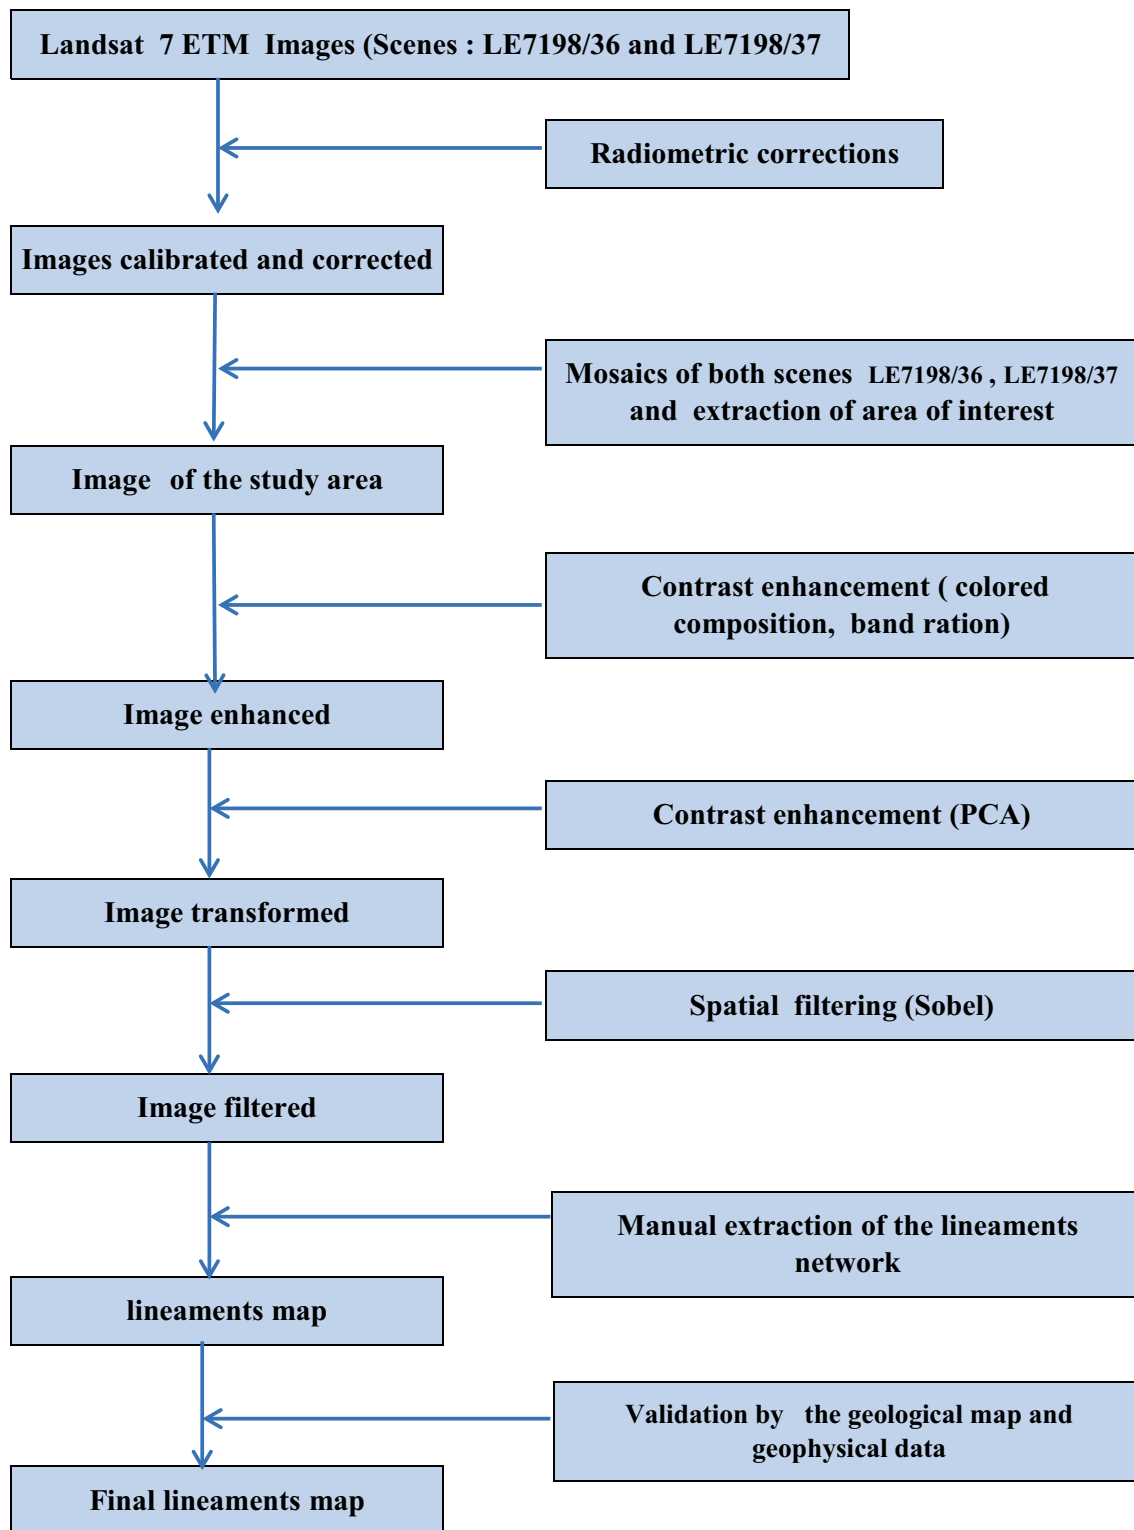 Landsat 7 ETM Images (Scenes : LE7198/36 and LE7198/37
Radiometric corrections
Images calibrated and corrected
Mosaics of both scenes LE7198/36 , LE7198/37
and extraction of area of interest
Image of the study area
Contrast enhancement ( colored
composition, band ration)
Image enhanced
Contrast enhancement (PCA)
Image transformed
Spatial filtering (Sobel)
Image filtered
Manual extraction of the lineaments
network
lineaments map
Validation by the geological map and
geophysical data
Final lineaments map